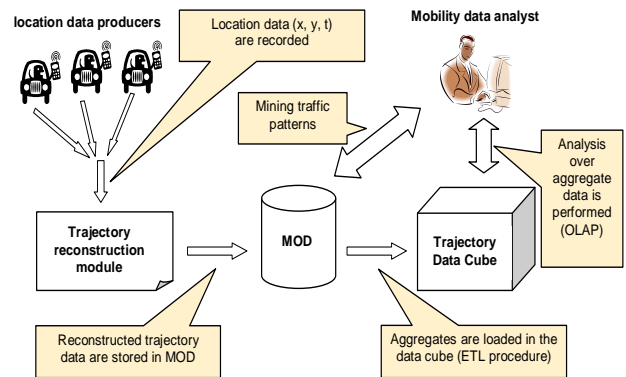 location data producers
Location data (x, y, t)
are recorded
Mobility data analyst
Mining traffic
patterns
Analysis
over
aggregate
data is
performed
(OLAP)
Trajectory
reconstruction
module
MOD
Trajectory
Data Cube
Reconstructed trajectory
data are stored in MOD
Aggregates are loaded in the
data cube (ETL procedure)